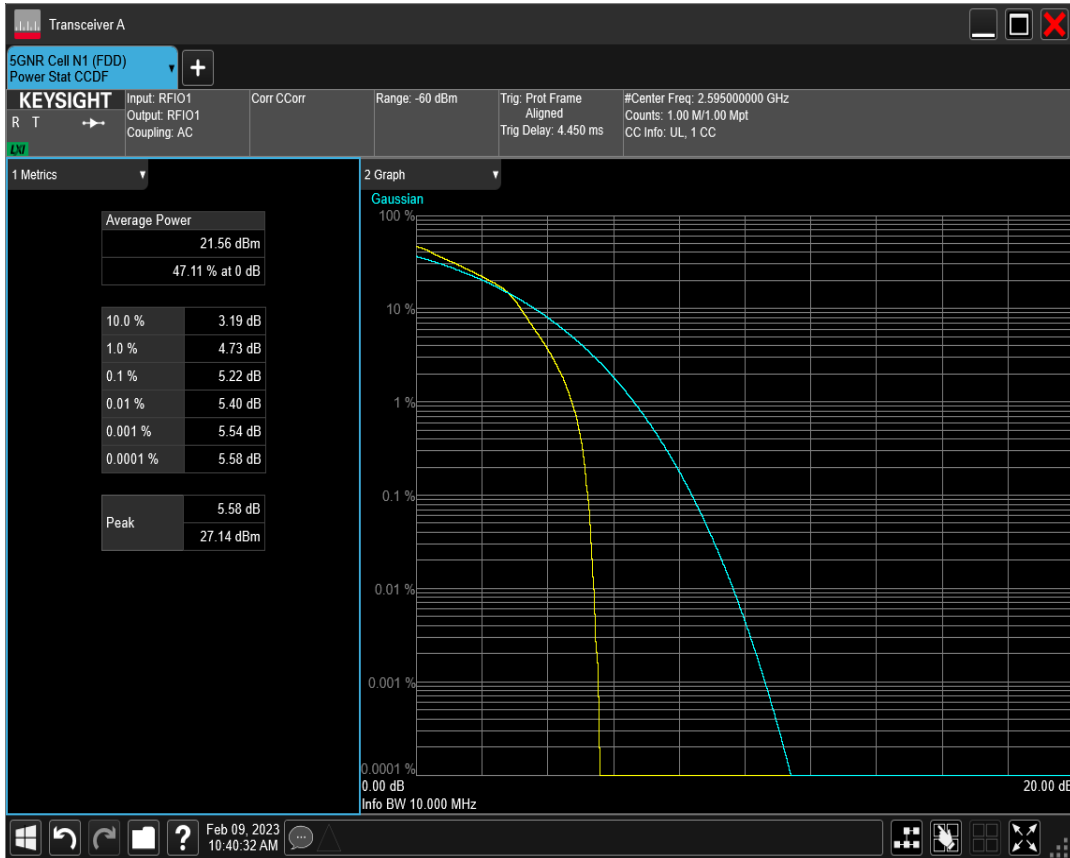 Transceiver A
5GNR Cell N1 (FDD)
Power Stat CCDF
+
KEYSIGHT
R T
LXI
Input: RFIO1
Output: RFIO1
Coupling: AC
Corr CCorr
Range: -60 dBm
Trig: Prot Frame
Aligned
Trig Delay: 4.450 ms
#Center Freq: 2.595000000 GHz
Counts: 1.00 M/1.00 Mpt
CC Info: UL, 1 CC
1 Metrics
Average Power
21.56 dBm
47.11 % at 0 dB
10.0 % 3.19 dB
1.0 % 4.73 dB
0.1 % 5.22 dB
0.01 % 5.40 dB
0.001 % 5.54 dB
0.0001 % 5.58 dB
Peak 5.58 dB
27.14 dBm
2 Graph
Gaussian
100 %
10 %
1 %
0.1 %
0.01 %
0.001 %
0.0001 %
0.00 dB 20.00 dB
Info BW 10.000 MHz
?
Feb 09, 2023
10:40:32 AM